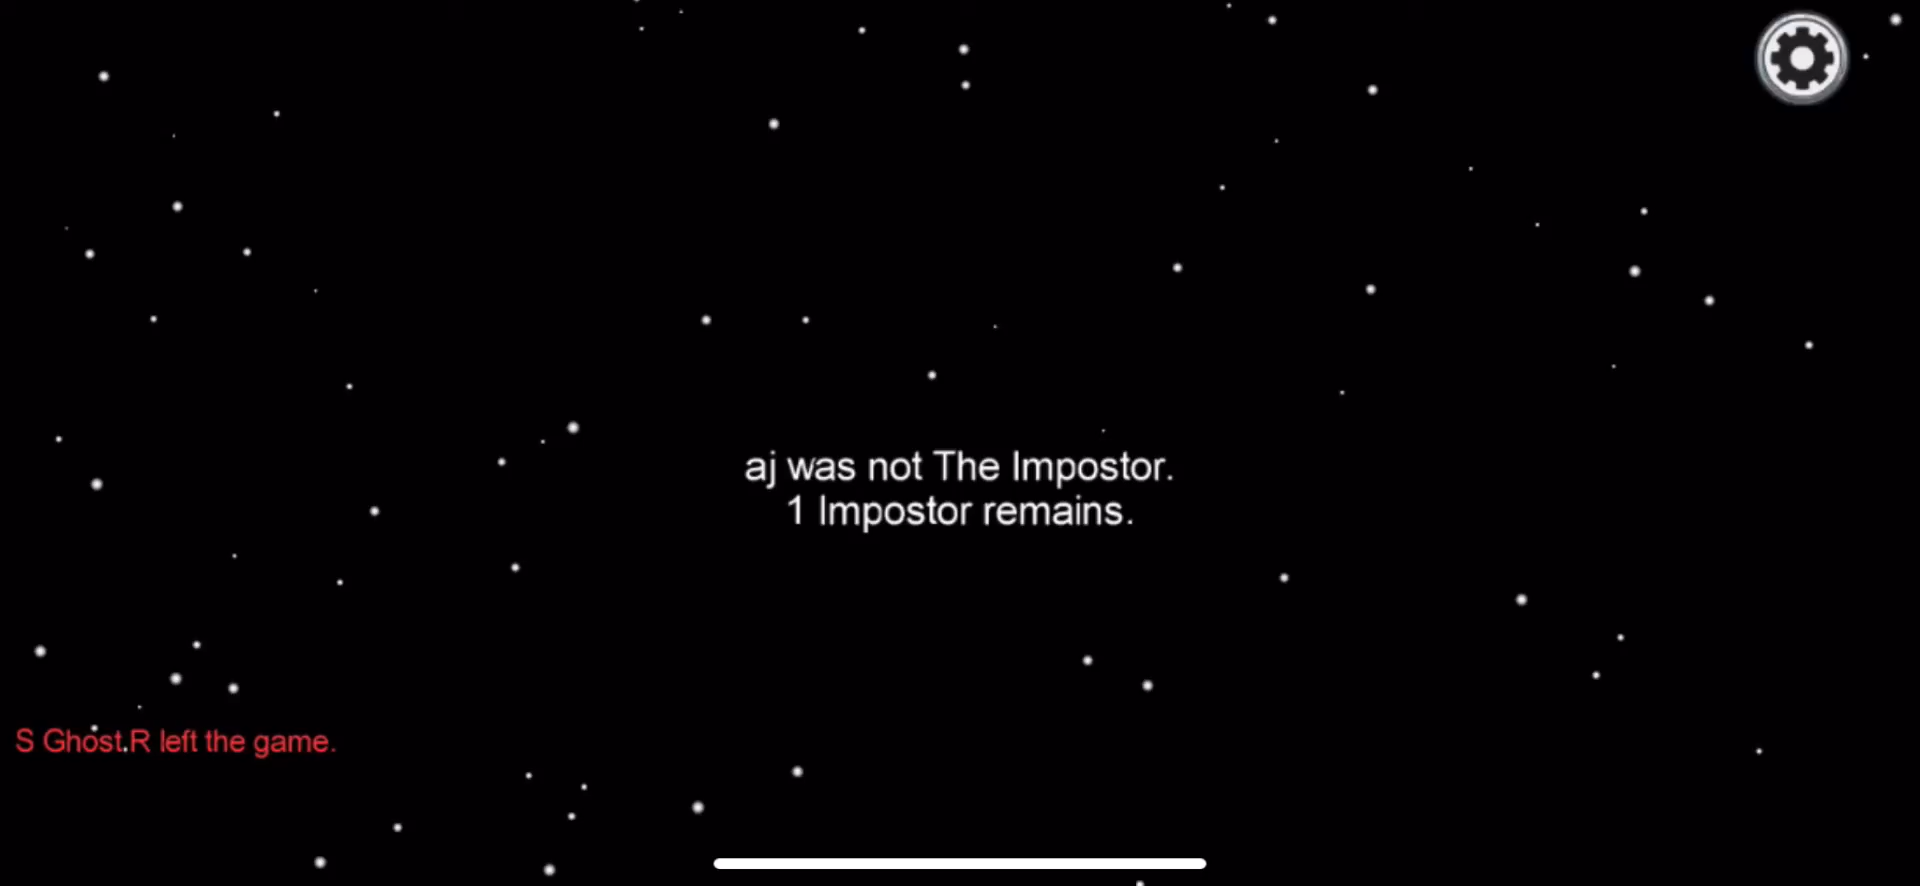 aj was not The Impostor.
1 Impostor remains.
S Ghost.R left the game.